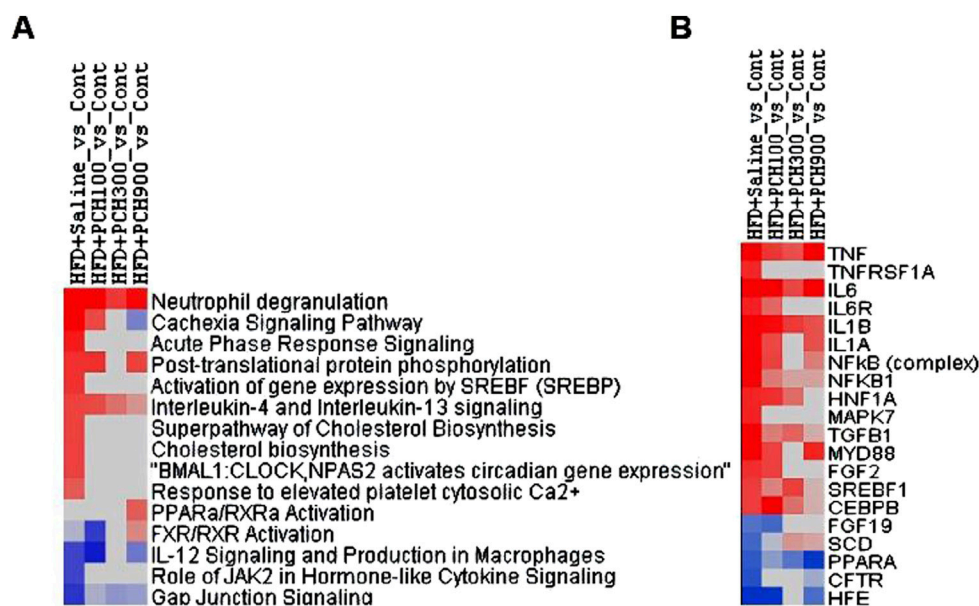 A
B
HFD+Saline_vs_Cont
HFD+PCH100_vs_Cont
HFD+PCH300_vs_Cont
HFD+PCH900_vs_Cont
Neutrophil degranulation
Cachexia Signaling Pathway
Acute Phase Response Signaling
Post-translational protein phosphorylation
Activation of gene expression by SREBF (SREBP)
Interleukin-4 and Interleukin-13 signaling
Superpathway of Cholesterol Biosynthesis
Cholesterol biosynthesis
"BMAL1:CLOCK,NPAS2 activates circadian gene expression"
Response to elevated platelet cytosolic Ca2+
PPARa/RXRa Activation
FXR/RXR Activation
IL-12 Signaling and Production in Macrophages
Role of JAK2 in Hormone-like Cytokine Signaling
Gap Junction Signaling
HFD+Saline_vs_Cont
HFD+PCH100_vs_Cont
HFD+PCH300_vs_Cont
HFD+PCH900_vs_Cont
TNF
TNFRSF1A
IL6
IL6R
IL1B
IL1A
NFkB (complex)
NFKB1
HNF1A
MAPK7
TGFB1
MYD88
FGF2
SREBF1
CEBPB
FGF19
SCD
PPARA
CFTR
HFE